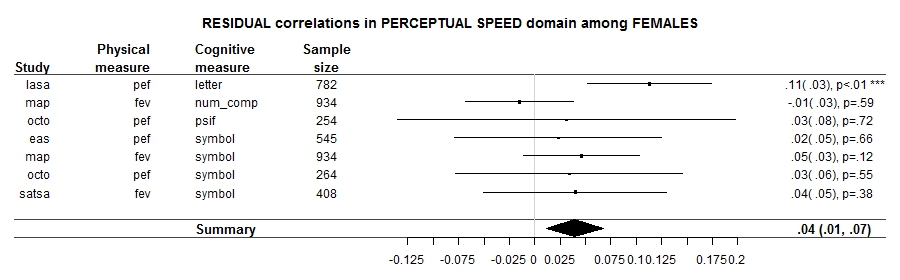 RESIDUAL correlations in PERCEPTUAL SPEED domain among FEMALES
Physical Cognitive Sample
Study measure measure size
lasa pef letter 782 .11( .03), p<.01 ***
map fev num_comp 934 -.01( .03), p=.59
octo pef psif 254 .03( .08), p=.72
eas pef symbol 545 .02( .05), p=.66
map fev symbol 934 .05( .03), p=.12
octo pef symbol 264 .03( .06), p=.55
satsa fev symbol 408 .04( .05), p=.38
Summary .04 (.01, .07)
-0.125 -0.075 -0.025 0 0.025 0.075 0.1 0.125 0.175 0.2